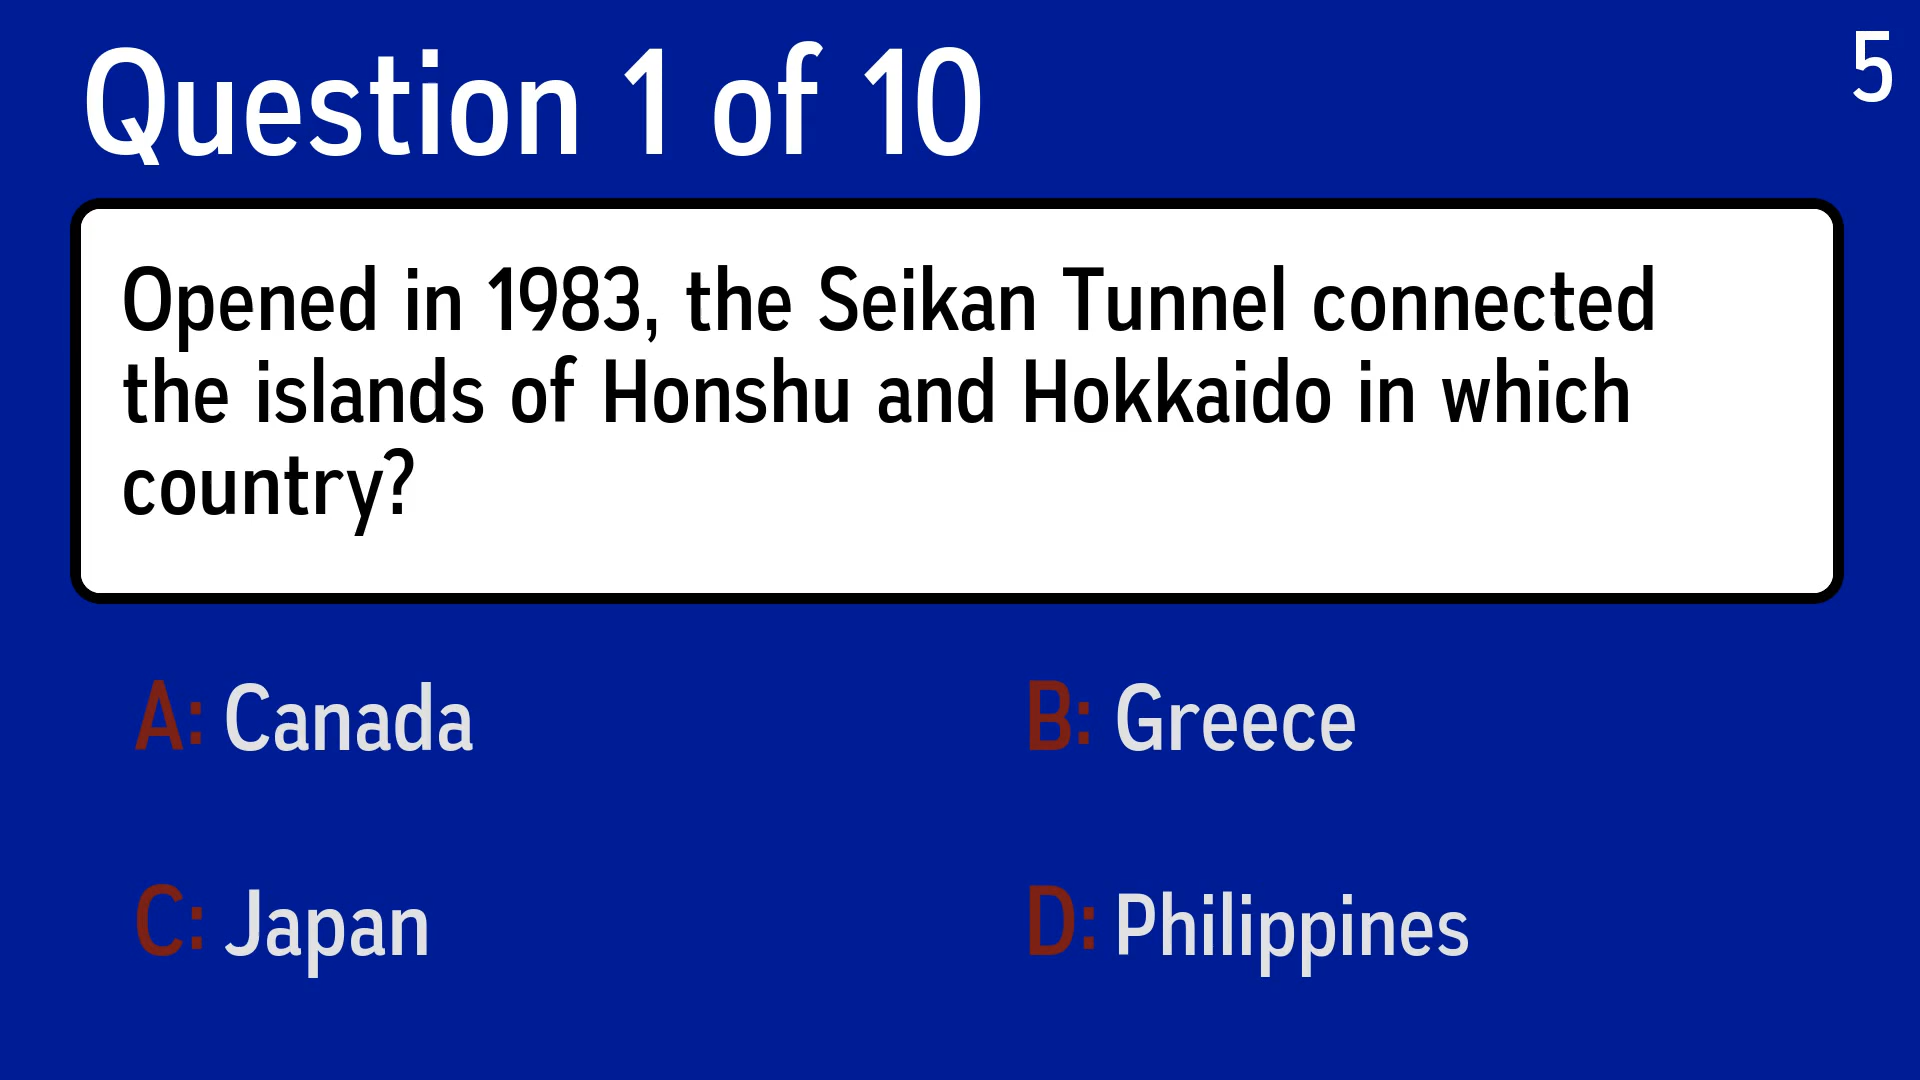 Question 1 of 10
5
Opened in 1983, the Seikan Tunnel connected
the islands of Honshu and Hokkaido in which
country?
A: Canada
B: Greece
C: Japan
D: Philippines